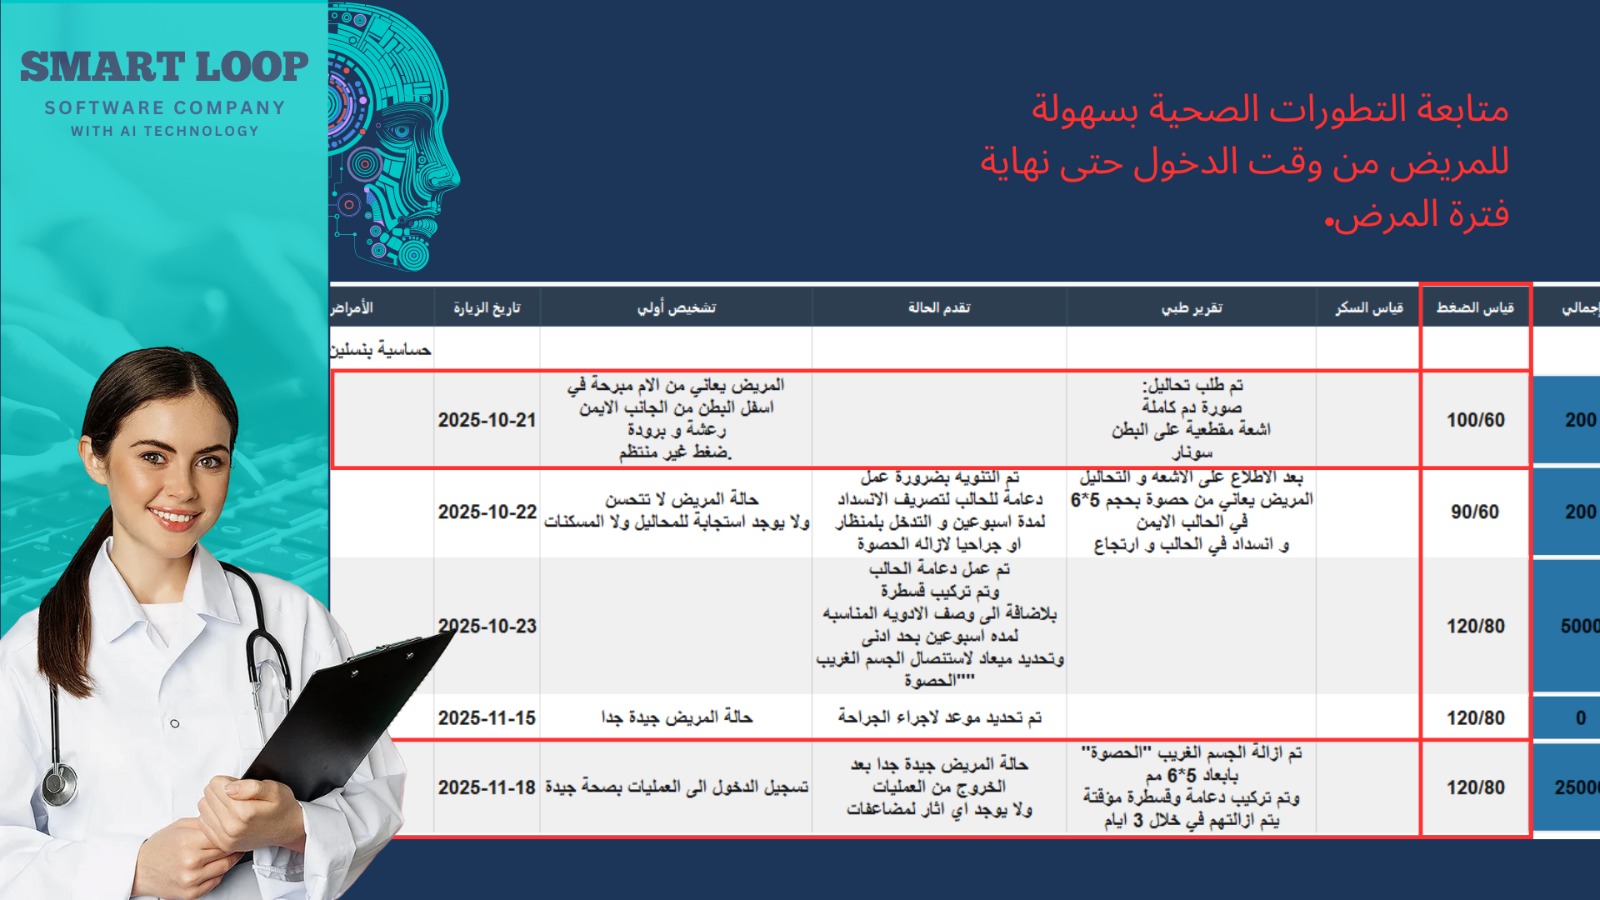 SMART LOOP
SOFTWARE COMPANY
WITH AI TECHNOLOGY
متابعة التطورات الصحية بسهولة
للمريض من وقت الدخول حتى نهاية
فترة المرض.
قياس الضغط
قياس السكر
تقرير طبي
تقدم الحالة
تشخيص أولي
تاريخ الزيارة
حساسية بنسلين
200
100/60
تم طلب تحاليل:
صورة دم كاملة
اشعة مقطعية على البطن
سونار
المريض يعاني من الام مبرحة في
اسفل البطن من الجانب الايمن
رعشة و برودة
ضغط غير منتظم.
2025-10-21
200
90/60
بعد الاطلاع على الاشعه و التحاليل
المريض يعاني من حصوة بحجم 5*6
في الحالب الايمن
و انسداد في الحالب و ارتجاع
تم التنويه بضرورة عمل
دعامة للحالب لتصريف الانسداد
لمدة اسبوعين و التدخل بلمنظار
او جراحيا لازاله الحصوة
حالة المريض لا تتحسن
ولا يوجد استجابة للمحاليل ولا المسكنات
2025-10-22
5000
120/80
تم عمل دعامة الحالب
وتم تركيب قسطرة
بلاضافة الى وصف الادويه المناسبه
لمده اسبوعين بحد ادنى
وتحديد ميعاد لاستئصال الجسم الغريب
"الحصوة"
2025-10-23
0
120/80
تم تحديد موعد لاجراء الجراحة
حالة المريض جيدة جدا
2025-11-15
120/80
تم ازالة الجسم الغريب "الحصوة"
بابعاد 5*6 مم
وتم تركيب دعامة وقسطرة مؤقتة
يتم ازالتهم في خلال 3 ايام
حالة المريض جيدة جدا بعد
الخروج من العمليات
ولا يوجد اي اثار لمضاعفات
تسجيل الدخول الى العمليات بصحة جيدة
2025-11-18